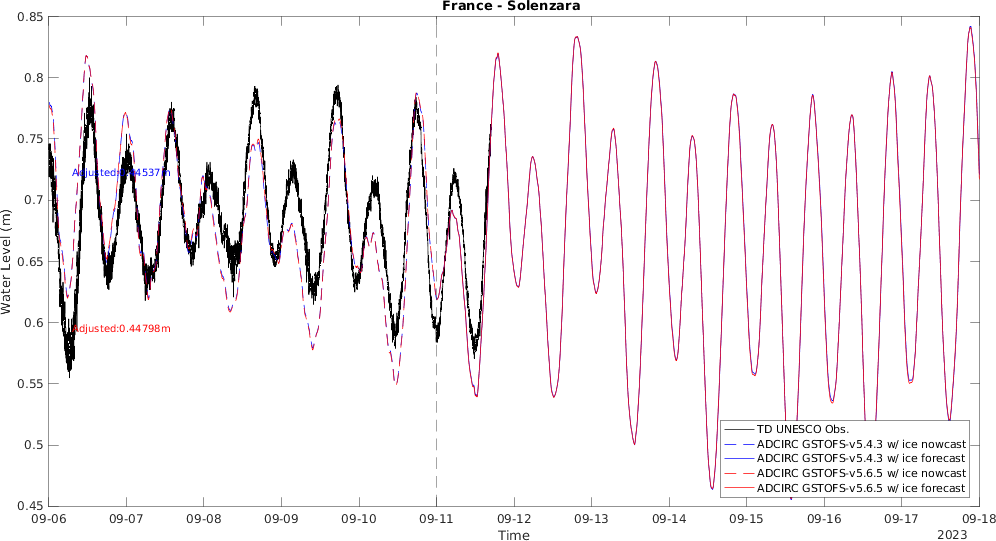 France - Solenzara
0.85
0.8
0.75
0.7
0.65
0.6
0.55
0.5
0.45
Water Level (m)
Adjusted:0.44798m
TD UNESCO Obs.
ADCIRC GSTOFS-v5.4.3 w/ ice nowcast
ADCIRC GSTOFS-v5.4.3 w/ ice forecast
ADCIRC GSTOFS-v5.6.5 w/ ice nowcast
ADCIRC GSTOFS-v5.6.5 w/ ice forecast
09-06 09-07 09-08 09-09 09-10 09-11 09-12 09-13 09-14 09-15 09-16 09-17 09-18
Time
2023